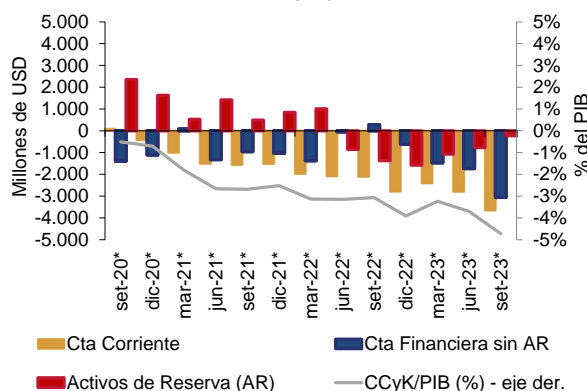 Millones de USD
5.000
4.000
3.000
2.000
1.000
0
-1.000
-2.000
-3.000
-4.000
-5.000
5%
4%
3%
2%
1%
0%
-1%
-2%
-3%
-4%
-5%
% del PIB
set-20*
dic-20*
mar-21*
jun-21*
set-21*
dic-21*
mar-22*
jun-22*
set-22*
dic-22*
mar-23*
jun-23*
set-23*
Cta Corriente
Cta Financiera sin AR
Activos de Reserva (AR)
CCyK/PIB (%) - eje der.